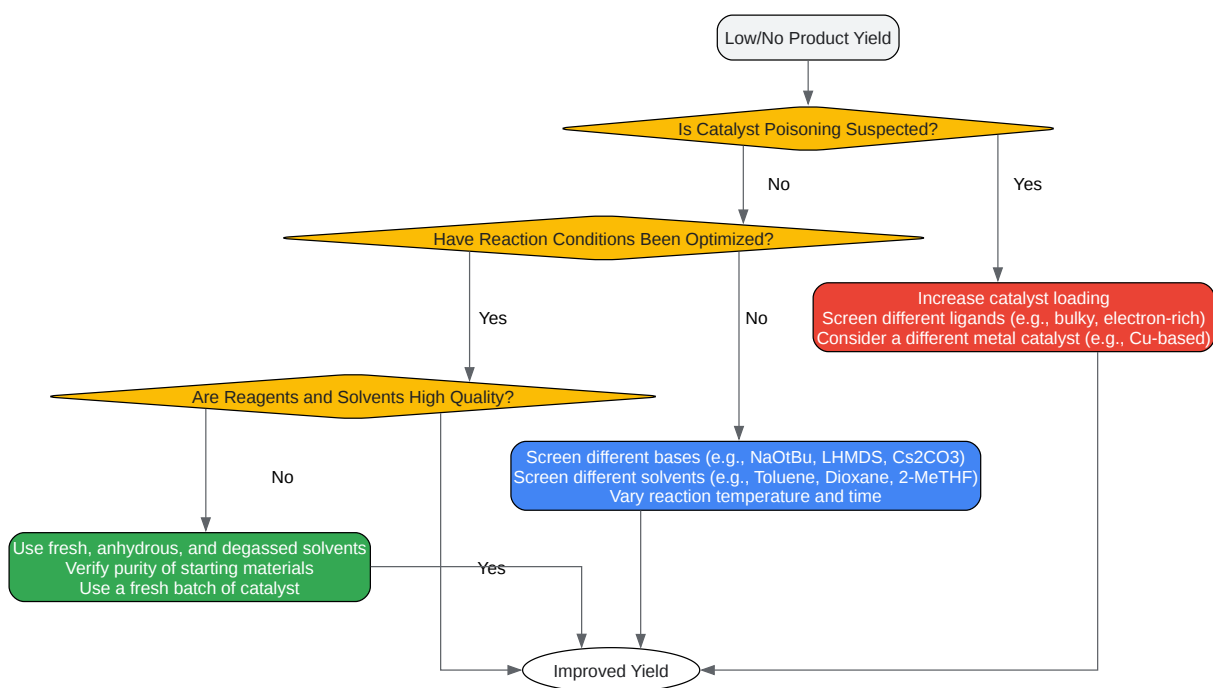 Low/No Product Yield
Is Catalyst Poisoning Suspected?
No
Yes
Have Reaction Conditions Been Optimized?
Increase catalyst loading
Screen different ligands (e.g., bulky, electron-rich)
Consider a different metal catalyst (e.g., Cu-based)
Yes
No
Are Reagents and Solvents High Quality?
Screen different bases (e.g., NaOtBu, LHMDS, Cs2CO3)
Screen different solvents (e.g., Toluene, Dioxane, 2-MeTHF)
Vary reaction temperature and time
No
Use fresh, anhydrous, and degassed solvents
Verify purity of starting materials
Use a fresh batch of catalyst
Yes
Improved Yield